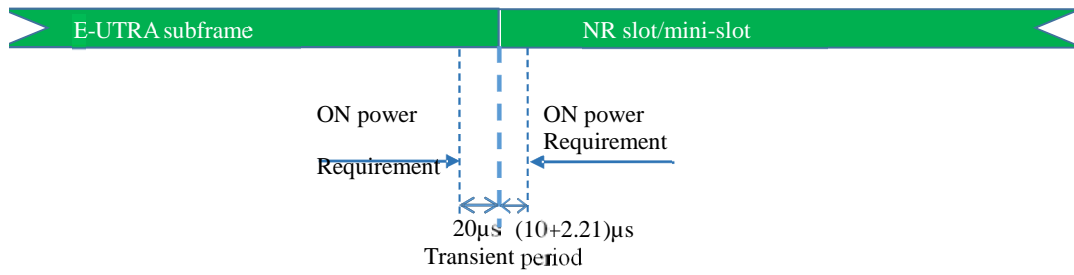 E-UTRA subframe
NR slot/mini-slot
ON power
Requirement
ON power
Requirement
20µs
(10+2.21)µs
Transient period